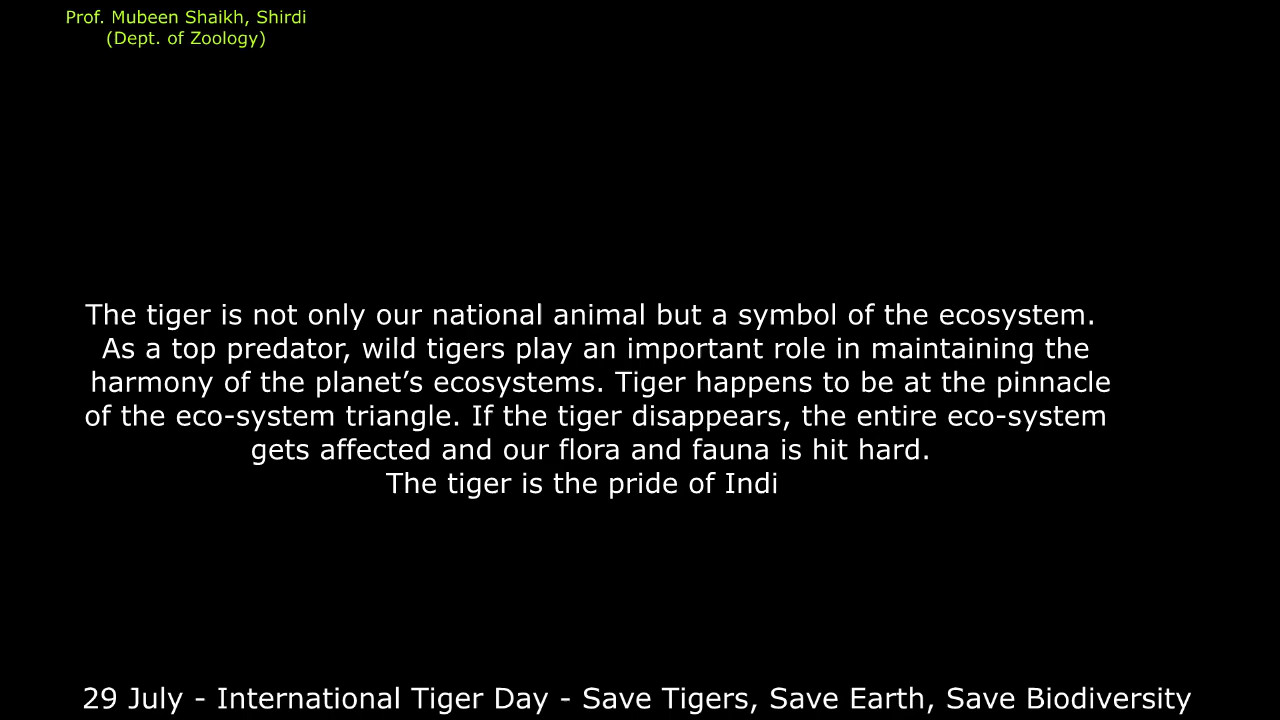 Prof. Mubeen Shaikh, Shirdi
(Dept. of Zoology)
The tiger is not only our national animal but a symbol of the ecosystem.
As a top predator, wild tigers play an important role in maintaining the
harmony of the planet’s ecosystems. Tiger happens to be at the pinnacle
of the eco-system triangle. If the tiger disappears, the entire eco-system
gets affected and our flora and fauna is hit hard.
The tiger is the pride of Indi
29 July - International Tiger Day - Save Tigers, Save Earth, Save Biodiversity